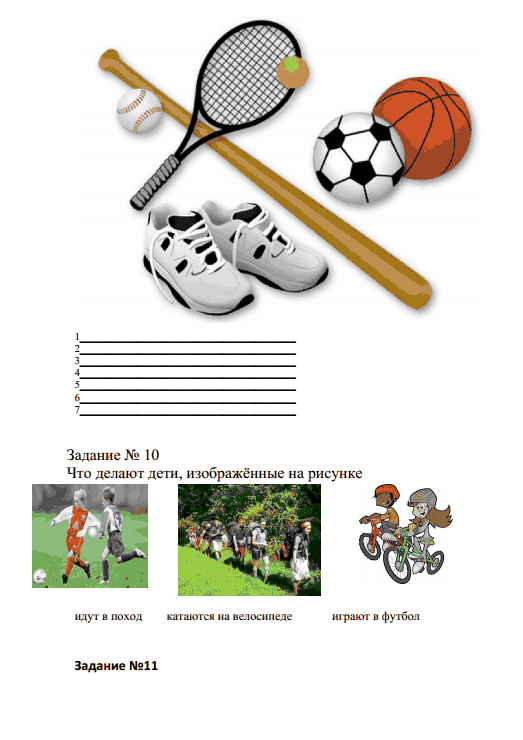 1
2
3
4
5
6
7
Задание № 10
Что делают дети, изображённые на рисунке
идут в поход катаются на велосипеде играют в футбол
Задание №11